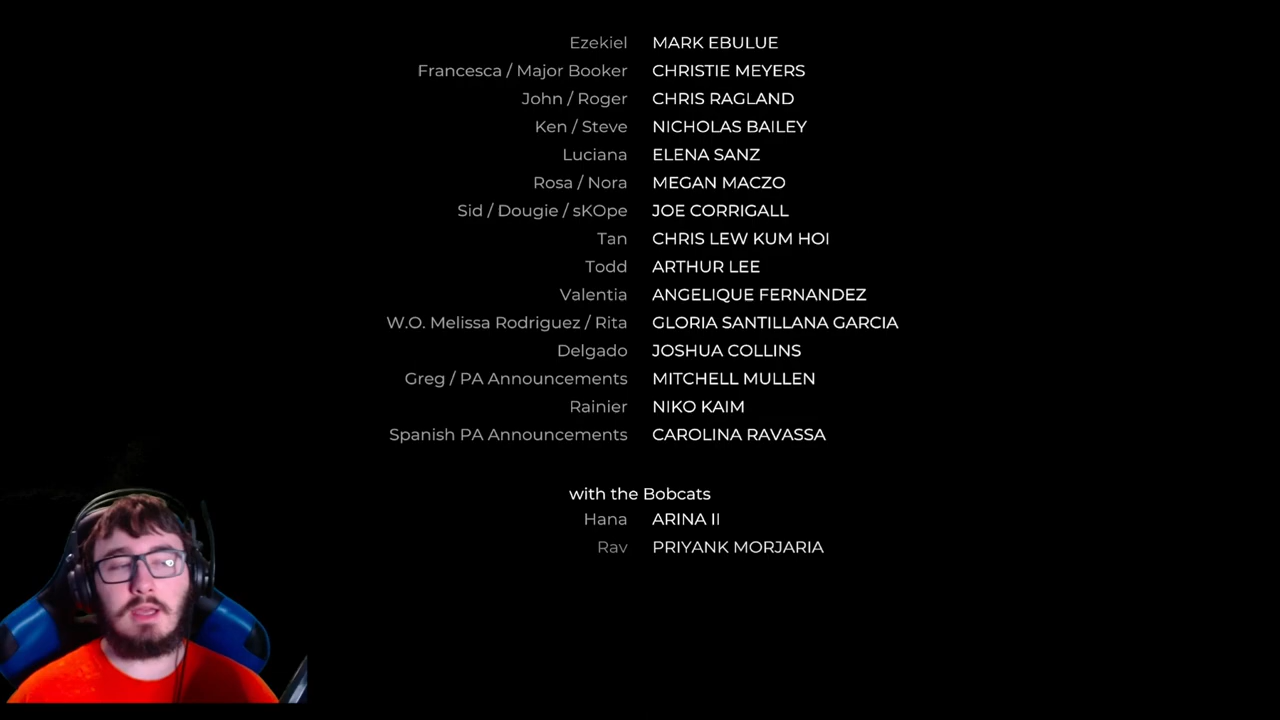 Ezekiel MARK EBULUE
Francesca / Major Booker CHRISTIE MEYERS
John / Roger CHRIS RAGLAND
Ken / Steve NICHOLAS BAILEY
Luciana ELENA SANZ
Rosa / Nora MEGAN MACZO
Sid / Dougie / sKOpe JOE CORRIGALL
Tan CHRIS LEW KUM HOI
Todd ARTHUR LEE
Valentia ANGELIQUE FERNANDEZ
W.O. Melissa Rodriguez / Rita GLORIA SANTILLANA GARCIA
Delgado JOSHUA COLLINS
Greg / PA Announcements MITCHELL MULLEN
Rainier NIKO KAIM
Spanish PA Announcements CAROLINA RAVASSA
with the Bobcats
Hana ARINA II
Rav PRIYANK MORJARIA